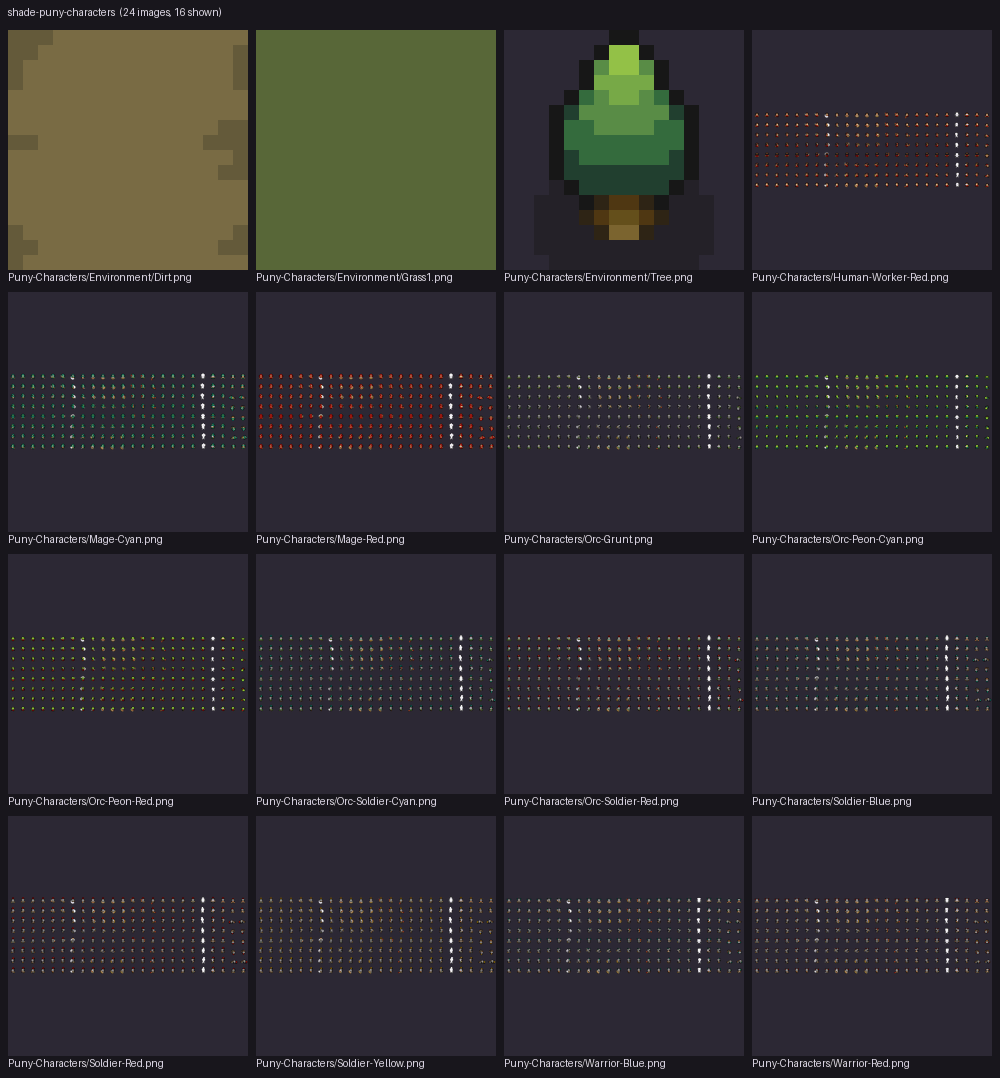 shade-puny-characters (24 images, 16 shown)
Puny-Characters/Environment/Dirt.png
Puny-Characters/Environment/Grass1.png
Puny-Characters/Environment/Tree.png
Puny-Characters/Human-Worker-Red.png
Puny-Characters/Mage-Cyan.png
Puny-Characters/Mage-Red.png
Puny-Characters/Orc-Grunt.png
Puny-Characters/Orc-Peon-Cyan.png
Puny-Characters/Orc-Peon-Red.png
Puny-Characters/Orc-Soldier-Cyan.png
Puny-Characters/Orc-Soldier-Red.png
Puny-Characters/Soldier-Blue.png
Puny-Characters/Soldier-Red.png
Puny-Characters/Soldier-Yellow.png
Puny-Characters/Warrior-Blue.png
Puny-Characters/Warrior-Red.png